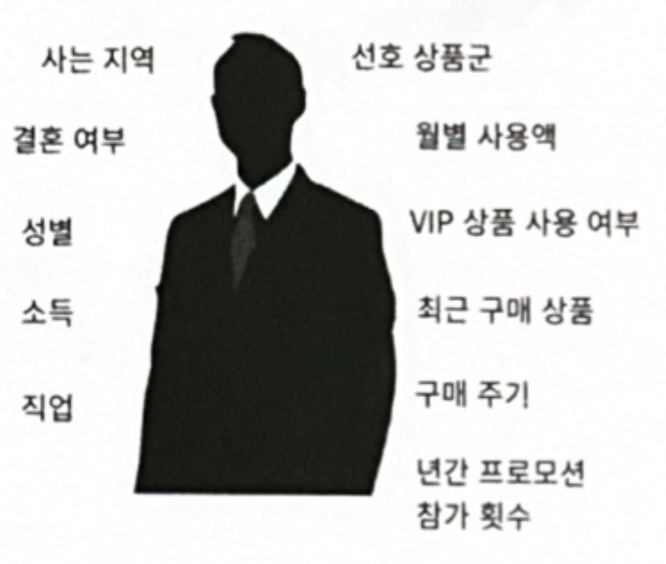 사는 지역
결혼 여부
성별
소득
직업
선호 상품군
월별 사용액
VIP 상품 사용 여부
최근 구매 상품
구매 주기
년간 프로모션
참가 횟수